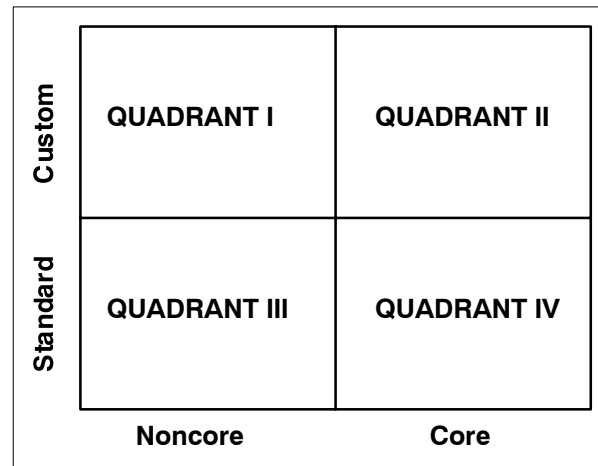 Custom
QUADRANT I
QUADRANT II
Standard
QUADRANT III
QUADRANT IV
Noncore
Core